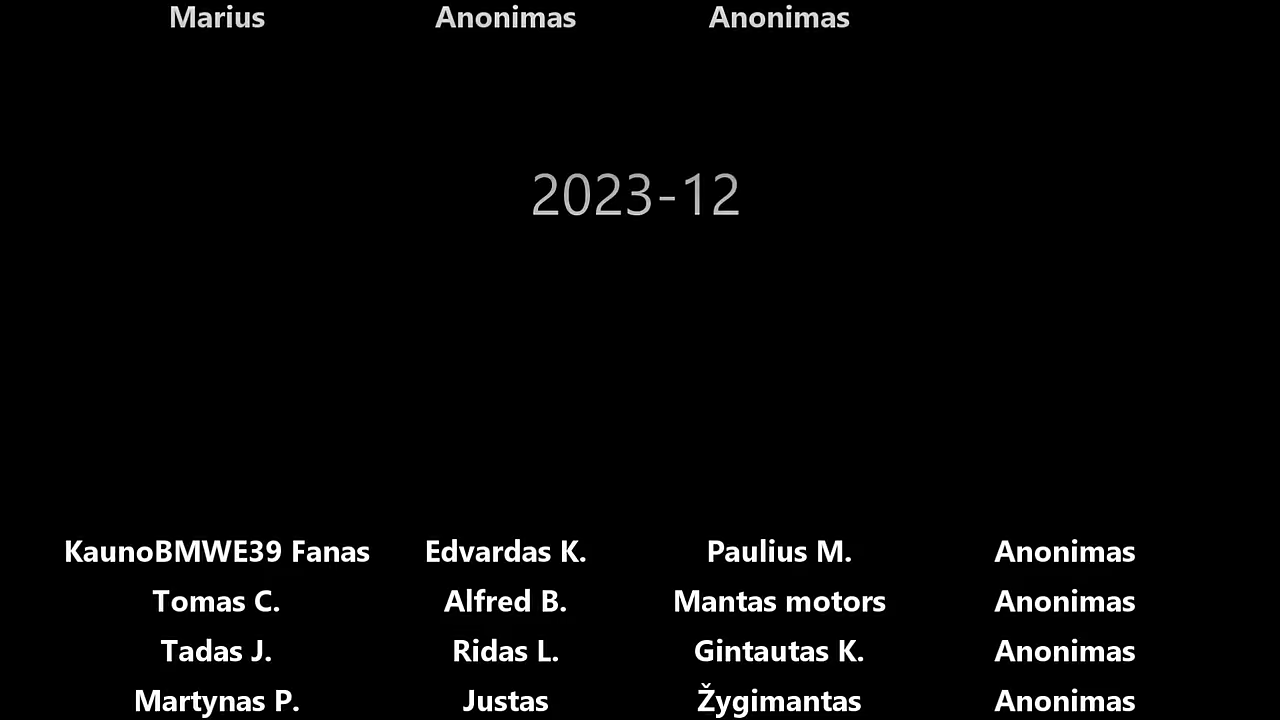 Marius Anonimas Anonimas
2023-12
KaunoBMWE39 Fanas Edvardas K. Paulius M. Anonimas
Tomas C. Alfred B. Mantas motors Anonimas
Tadas J. Ridas L. Gintautas K. Anonimas
Martynas P. Justas Žygimantas Anonimas